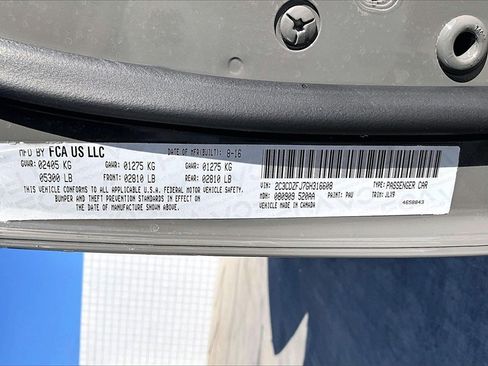 MFD BY FCA US LLC DATE OF MFR(BUILT): 8-16
GVWR: 02405 KG GAWR: 01275 KG GAWR: 01275 KG
05300 LB FRONT: 02810 LB REAR: 02810 LB
THIS VEHICLE CONFORMS TO ALL APPLICABLE U.S.A. FEDERAL MOTOR VEHICLE SAFETY,
BUMPER AND THEFT PREVENTION STANDARDS IN EFFECT ON
THE DATE OF MANUFACTURE SHOWN ABOVE.
VIN: 2C3CDZFJ7GH316608 TYPE: PASSENGER CAR
MDH: 080909 520AA PAINT: PAU TRIM: JLX9
VEHICLE MADE IN CANADA 4658843